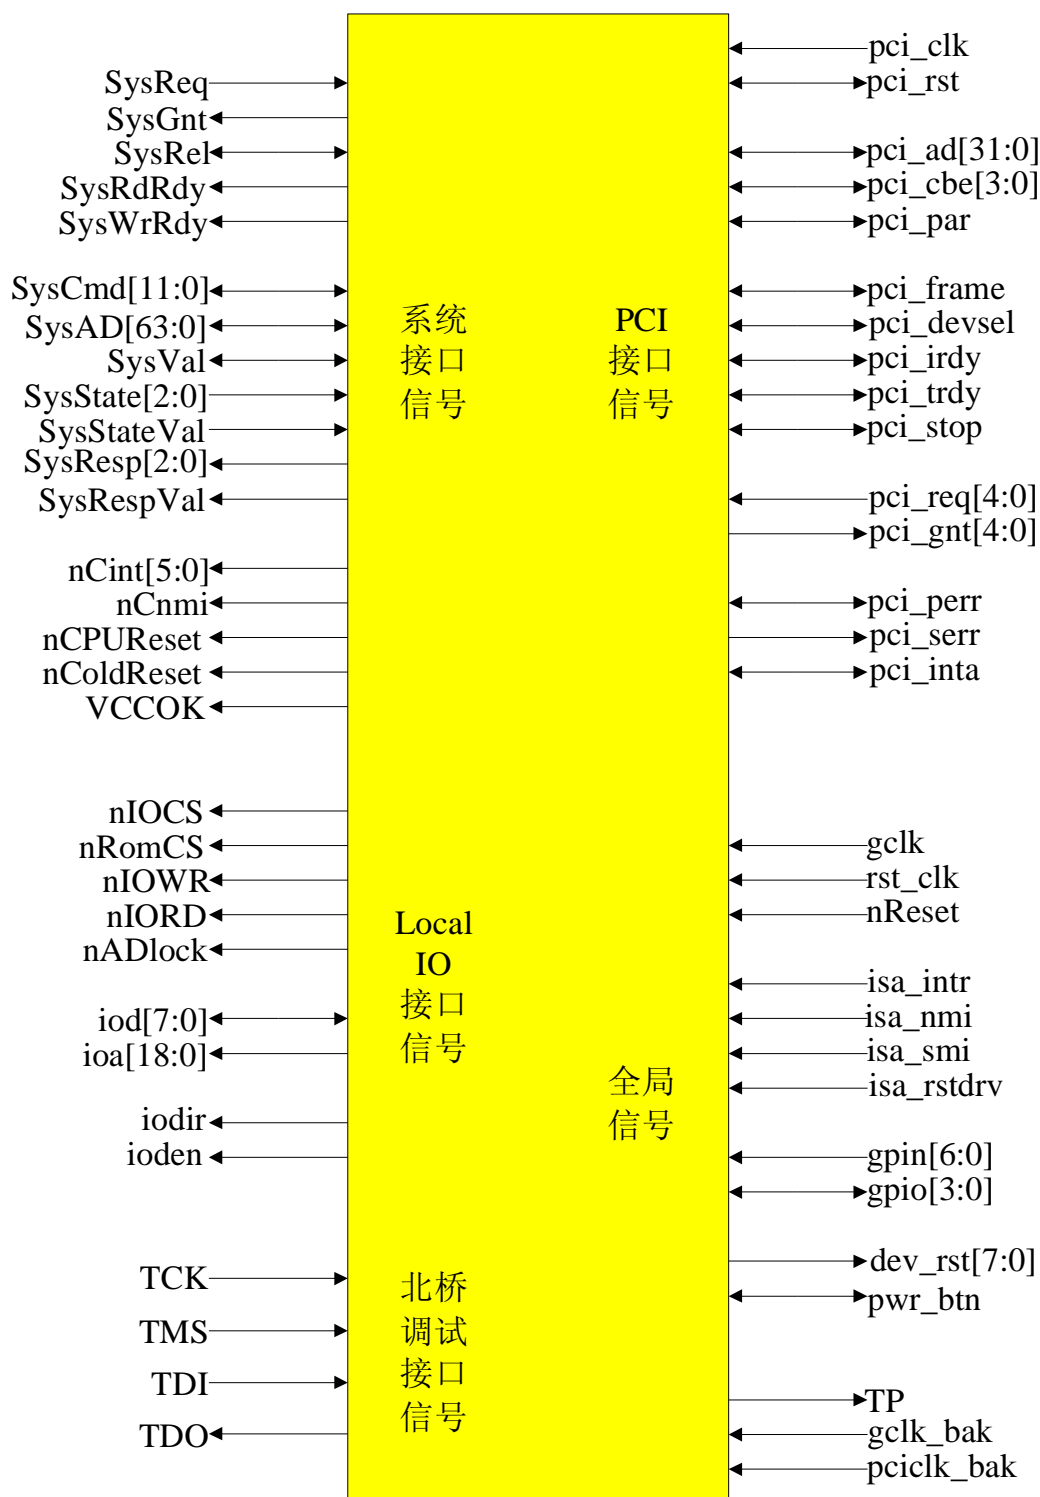 SysReq
SysGnt
SysRel
SysRdRdy
SysWrRdy
SysCmd[11:0]
SysAD[63:0]
SysVal
SysState[2:0]
SysStateVal
SysResp[2:0]
SysRespVal
nCint[5:0]
nCnmi
nCPUReset
nColdReset
VCCOK
nIOCS
nRomCS
nIOWR
nIORD
nADlock
iod[7:0]
ioa[18:0]
iodir
ioden
TCK
TMS
TDI
TDO
系统
接口
信号
Local
IO
接口
信号
北桥
调试
接口
信号
PCI
接口
信号
全局
信号
pci_clk
pci_rst
pci_ad[31:0]
pci_cbe[3:0]
pci_par
pci_frame
pci_devsel
pci_irdy
pci_trdy
pci_stop
pci_req[4:0]
pci_gnt[4:0]
pci_perr
pci_serr
pci_inta
gclk
rst_clk
nReset
isa_intr
isa_nmi
isa_smi
isa_rstdrv
gpin[6:0]
gpio[3:0]
dev_rst[7:0]
pwr_btn
TP
gclk_bak
pciclk_bak